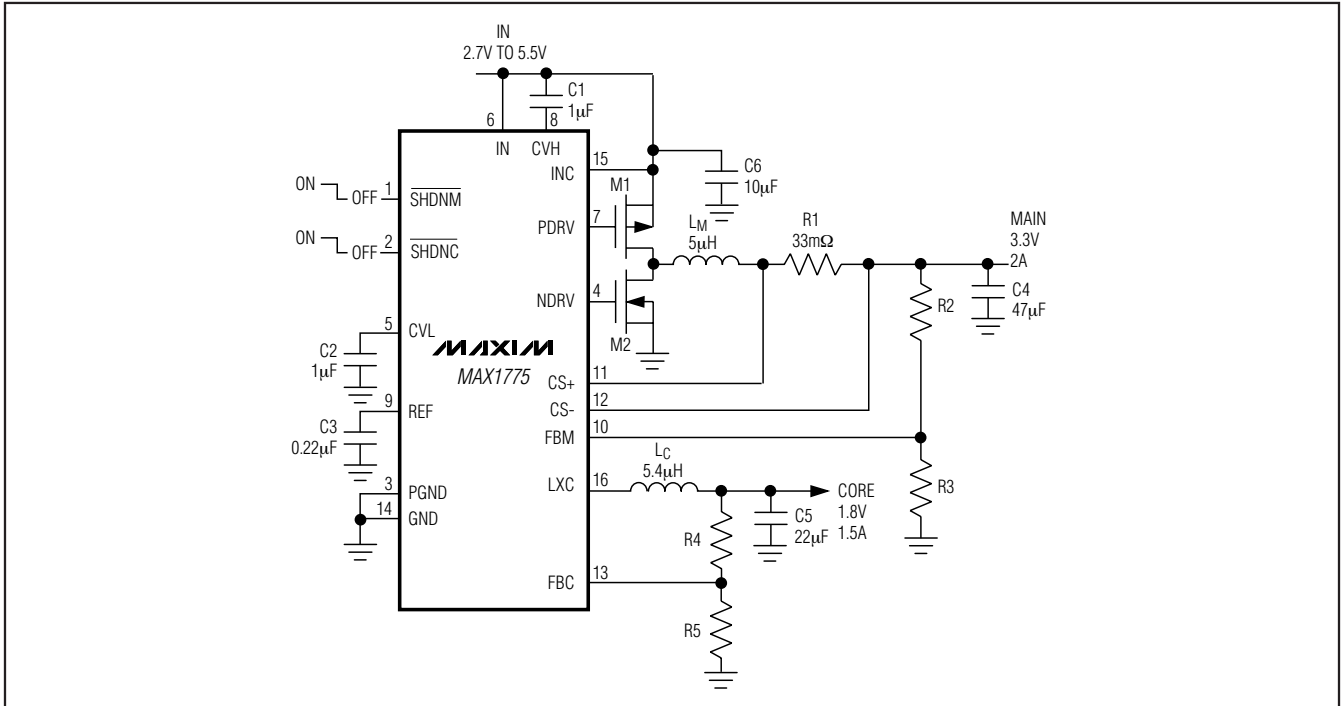 IN
2.7V TO 5.5V
C1
1µF
6
8
IN
CVH
15
INC
C6
10µF
ON
OFF
1
SHDNM
M1
PDRV
7
LM
5µH
R1
33mΩ
MAIN
3.3V
2A
ON
OFF
2
SHDNC
NDRV
4
M2
R2
C4
47µF
5
CVL
C2
1µF
MAXIM
MAX1775
CS+
11
CS-
12
9
REF
C3
0.22µF
FBM
10
LC
5.4µH
LXC
16
R3
3
PGND
14
GND
CORE
1.8V
1.5A
C5
22µF
R4
FBC
13
R5